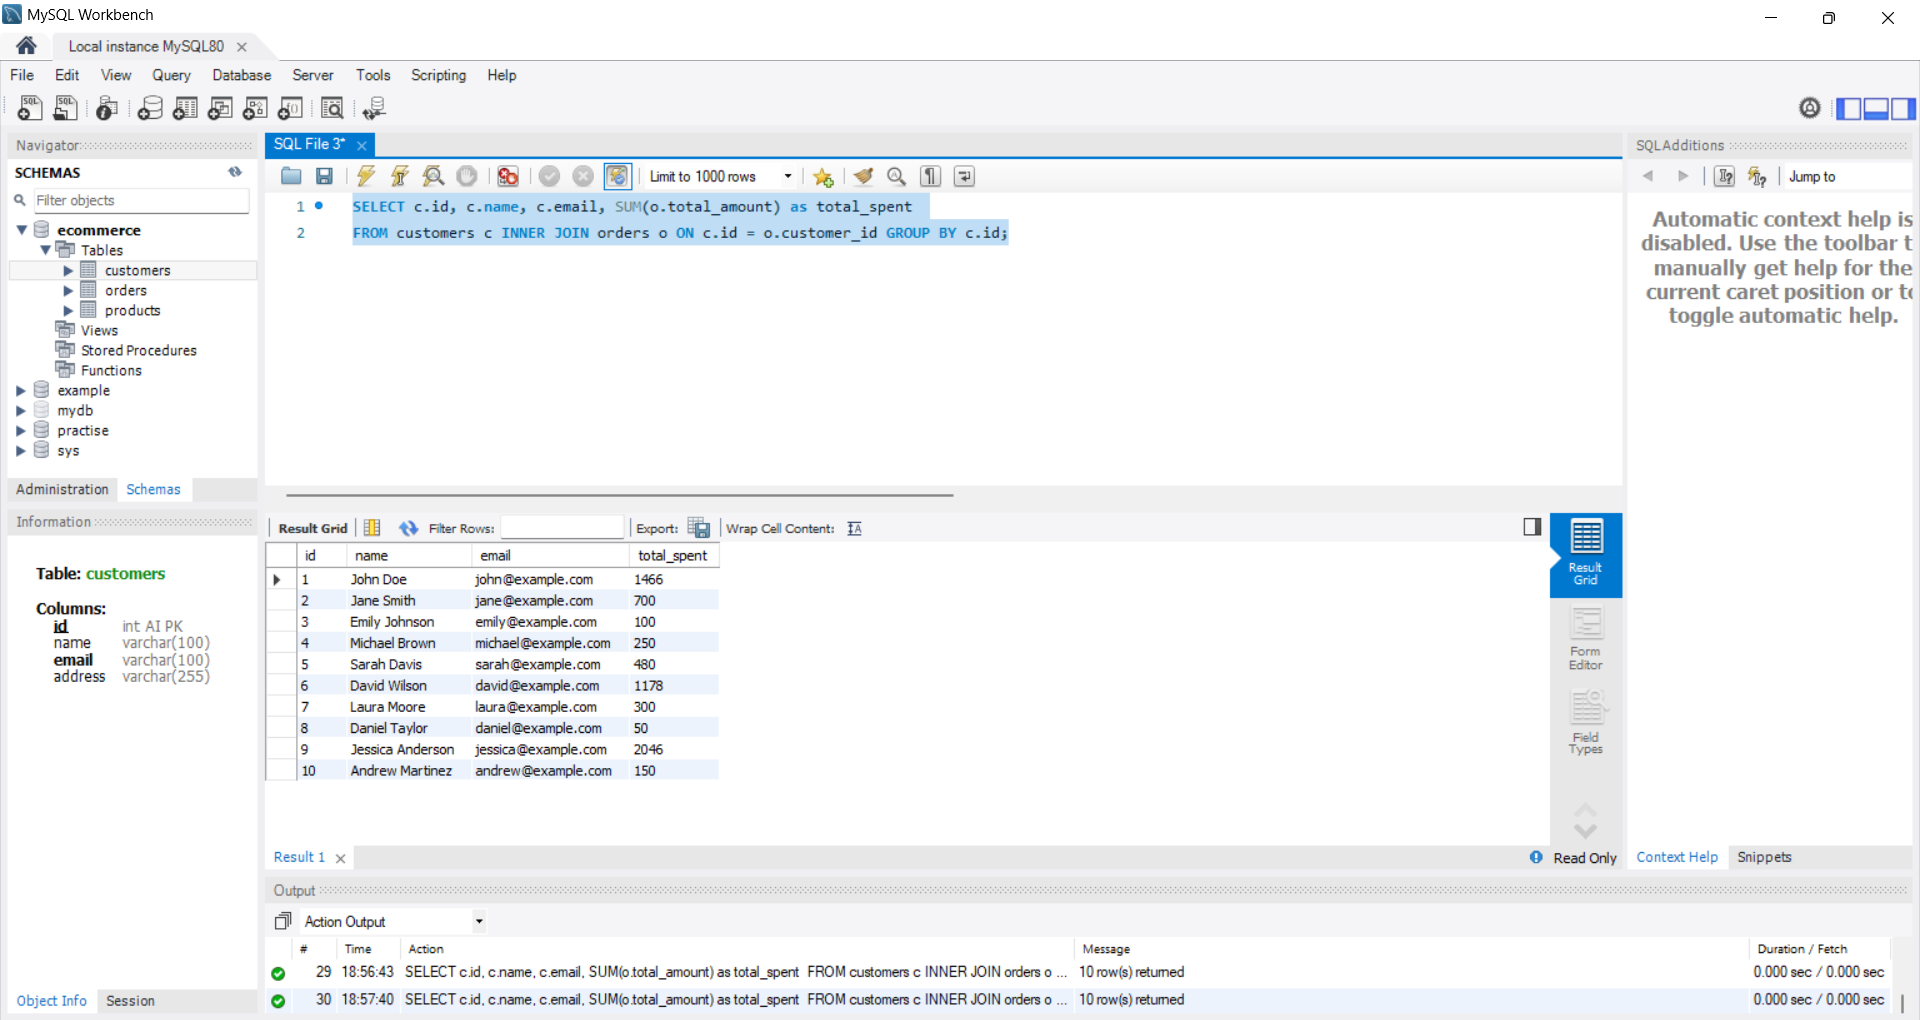 MySQL Workbench
Local instance MySQL80
File Edit View Query Database Server Tools Scripting Help
Navigator
SCHEMAS
Filter objects
ecommerce
Tables
customers
orders
products
Views
Stored Procedures
Functions
example
mydb
practise
sys
Administration Schemas
Information
Table: customers
Columns:
id int AI PK
name varchar(100)
email varchar(100)
address varchar(255)
Object Info Session
SQL File 3*
Limit to 1000 rows
1 SELECT c.id, c.name, c.email, SUM(o.total_amount) as total_spent
2 FROM customers c INNER JOIN orders o ON c.id = o.customer_id GROUP BY c.id;
Result Grid Filter Rows: Export: Wrap Cell Content:
id name email total_spent
1 John Doe john@example.com 1466
2 Jane Smith jane@example.com 700
3 Emily Johnson emily@example.com 100
4 Michael Brown michael@example.com 250
5 Sarah Davis sarah@example.com 480
6 David Wilson david@example.com 1178
7 Laura Moore laura@example.com 300
8 Daniel Taylor daniel@example.com 50
9 Jessica Anderson jessica@example.com 2046
10 Andrew Martinez andrew@example.com 150
Result
Grid
Form
Editor
Field
Types
Result 1
Read Only
SQLAdditions
Jump to
Automatic context help is
disabled. Use the toolbar t
manually get help for the
current caret position or to
toggle automatic help.
Context Help Snippets
Output
Action Output
# Time Action Message Duration / Fetch
29 18:56:43 SELECT c.id, c.name, c.email, SUM(o.total_amount) as total_spent FROM customers c INNER JOIN orders o ... 10 row(s) returned 0.000 sec / 0.000 sec
30 18:57:40 SELECT c.id, c.name, c.email, SUM(o.total_amount) as total_spent FROM customers c INNER JOIN orders o ... 10 row(s) returned 0.000 sec / 0.000 sec